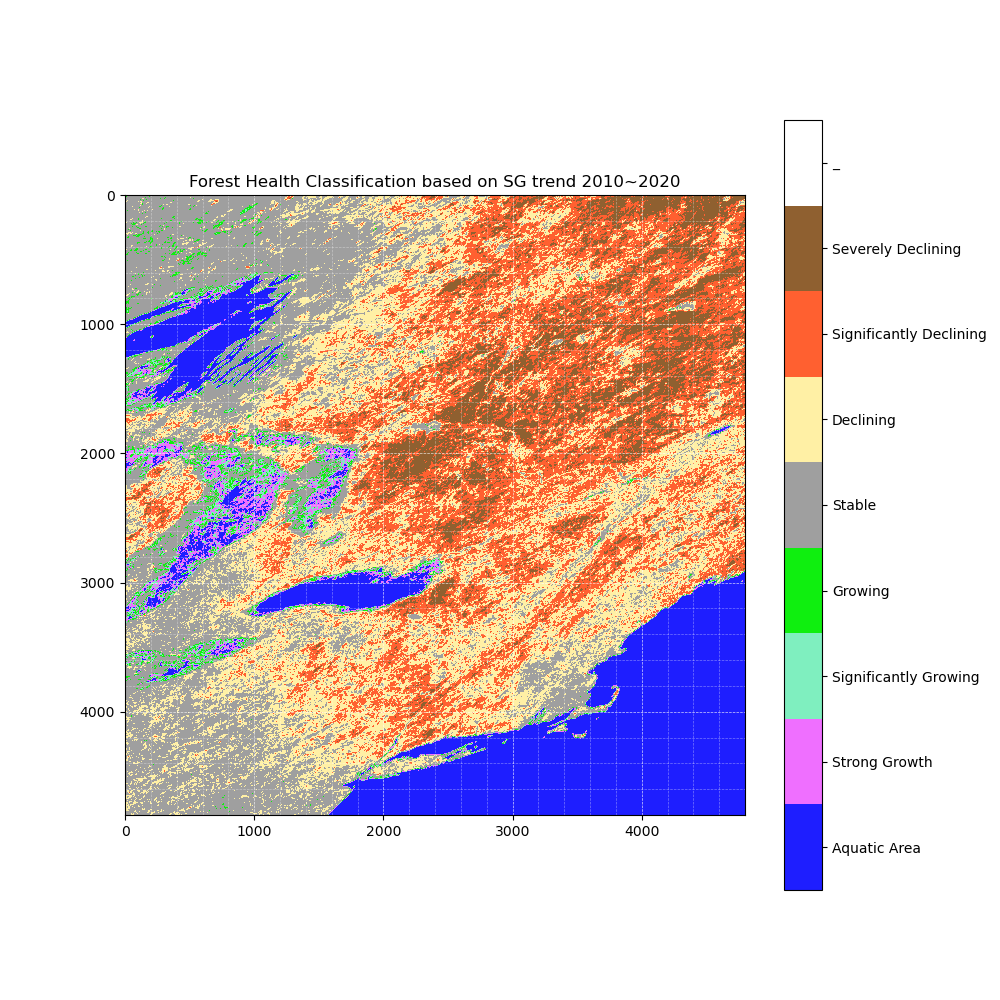 Forest Health Classification based on SG trend 2010~2020
0
1000
2000
3000
4000
0 1000 2000 3000 4000
_
Severely Declining
Significantly Declining
Declining
Stable
Growing
Significantly Growing
Strong Growth
Aquatic Area